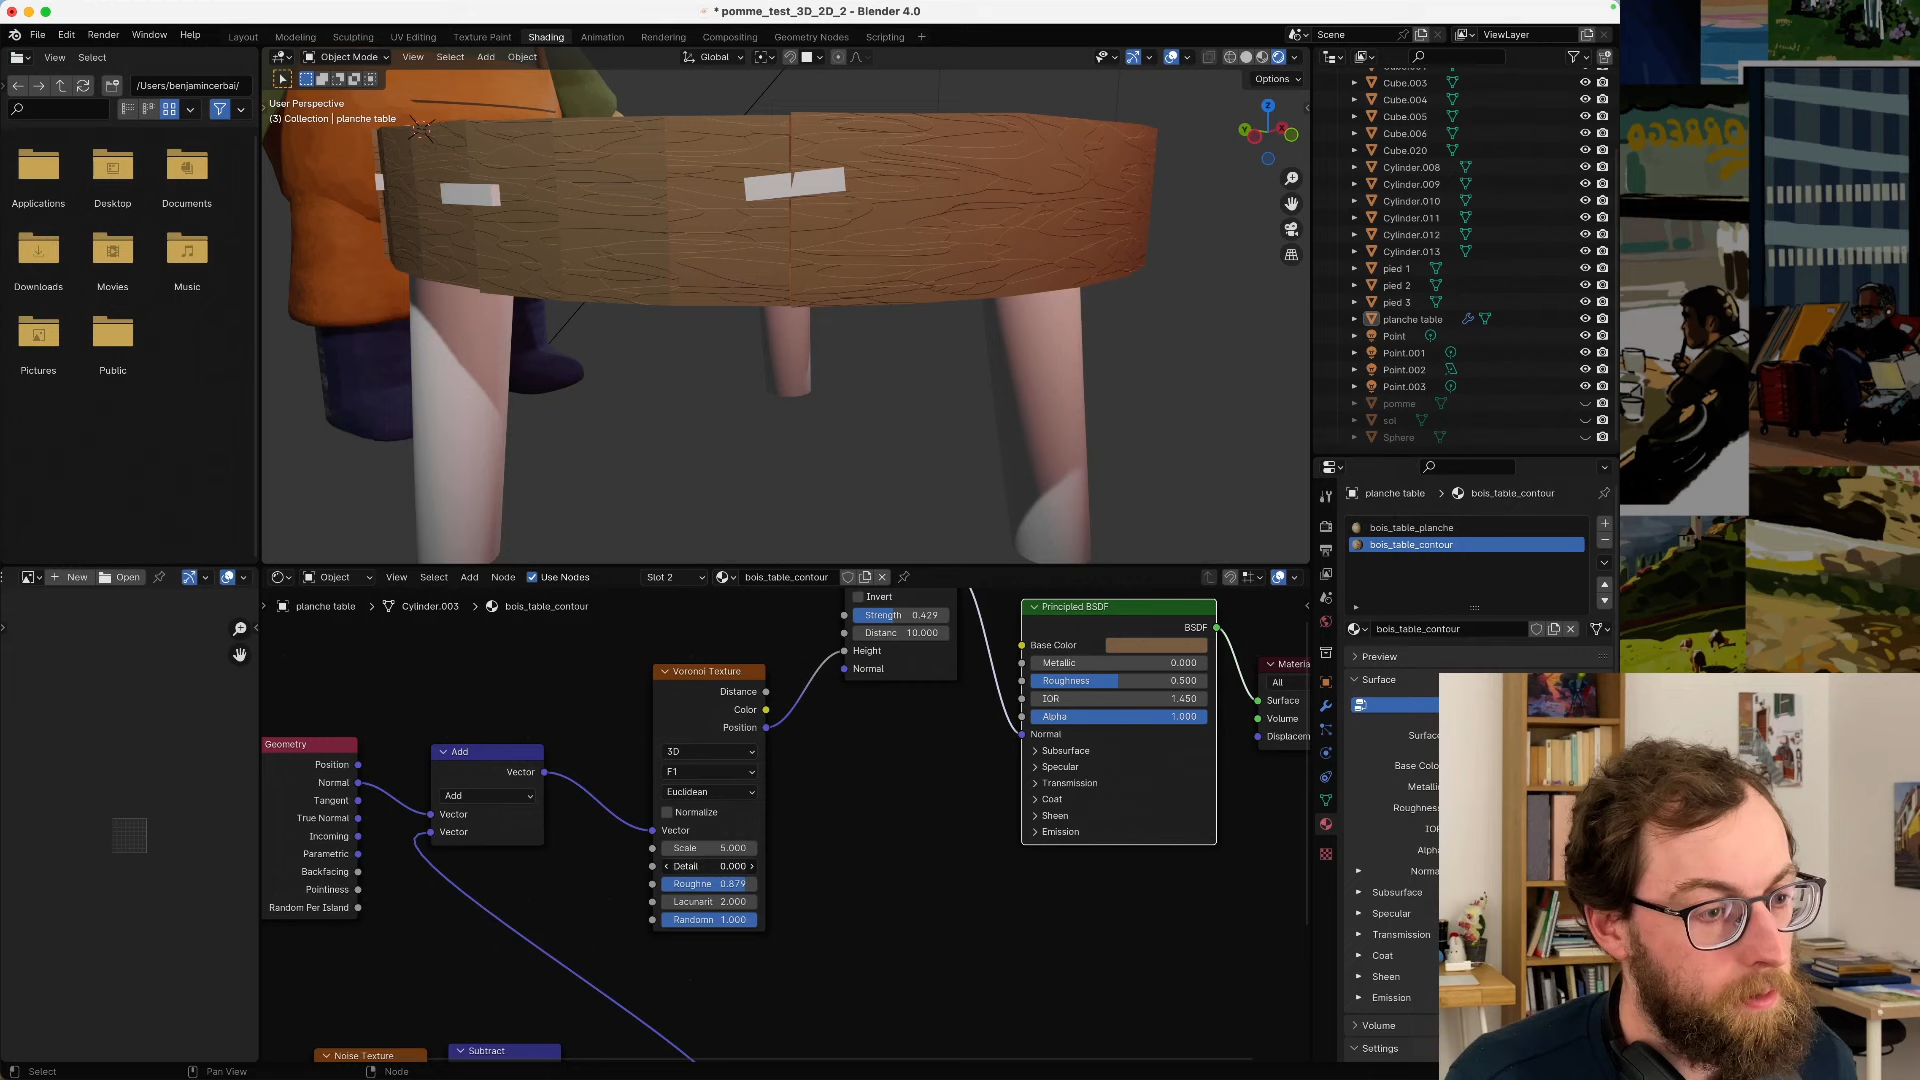 * pomme_test_3D_2D_2 - Blender 4.0
File Edit Render Window Help Layout Modeling Sculpting UV Editing Texture Paint Shading Animation Rendering Compositing Geometry Nodes Scripting + Scene ViewLayer
View Select
/Users/benjamincerbai/
Applications Desktop Documents
Downloads Movies Music
Pictures Public
Object Mode View Select Add Object Global
Options
User Perspective
(3) Collection | planche table
Z
Y
X
Cube.003
Cube.004
Cube.005
Cube.006
Cube.020
Cylinder.008
Cylinder.009
Cylinder.010
Cylinder.011
Cylinder.012
Cylinder.013
pied 1
pied 2
pied 3
planche table
Point
Point.001
Point.002
Point.003
pomme
sol
Sphere
planche table > bois_table_contour
bois_table_planche
bois_table_contour
bois_table_contour
Preview
Surface
Surfac
Base Colo
Metalli
Roughnes
IO
Alph
Norma
Subsurface
Specular
Transmission
Coat
Sheen
Emission
Volume
Settings
+ New Open
Object View Select Add Node Use Nodes Slot 2 bois_table_contour
planche table > Cylinder.003 > bois_table_contour
Invert
Strength 0.429
Distanc 10.000
Height
Normal
Voronoi Texture
Distance
Color
Position
3D
F1
Euclidean
Normalize
Vector
Scale 5.000
Detail 0.000
Roughne 0.879
Lacunarit 2.000
Randomn 1.000
Geometry
Position
Normal
Tangent
True Normal
Incoming
Parametric
Backfacing
Pointiness
Random Per Island
Add
Vector
Add
Vector
Vector
Principled BSDF
BSDF
Base Color
Metallic 0.000
Roughness 0.500
IOR 1.450
Alpha 1.000
Normal
Subsurface
Specular
Transmission
Coat
Sheen
Emission
Materia
All
Surface
Volume
Displacem
Noise Texture
Subtract
Select Pan View Node